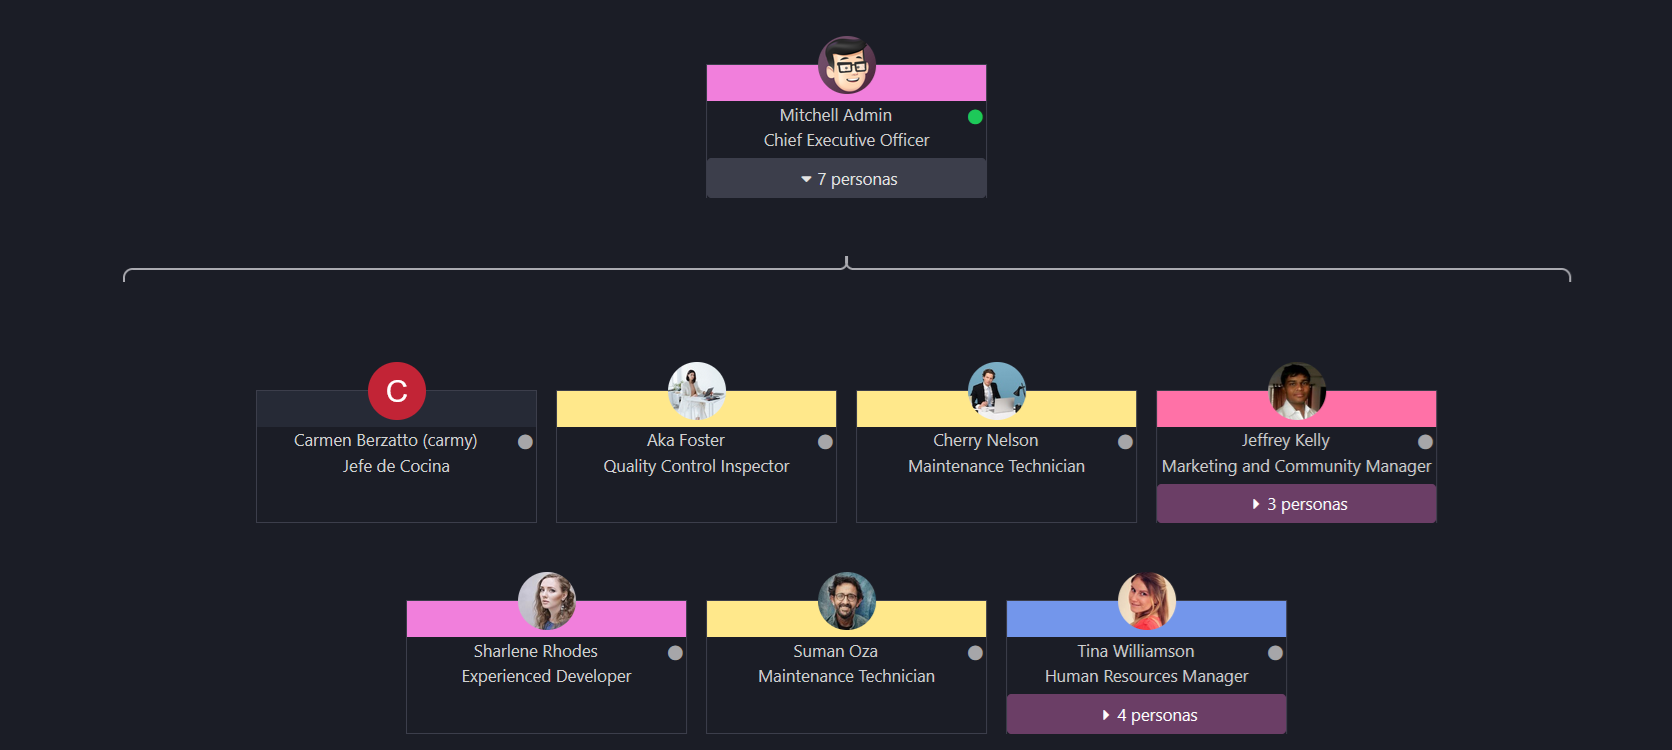 Mitchell Admin
Chief Executive Officer
7 personas
C
Carmen Berzatto (carmy)
Jefe de Cocina
Aka Foster
Quality Control Inspector
Cherry Nelson
Maintenance Technician
Jeffrey Kelly
Marketing and Community Manager
3 personas
Sharlene Rhodes
Experienced Developer
Suman Oza
Maintenance Technician
Tina Williamson
Human Resources Manager
4 personas